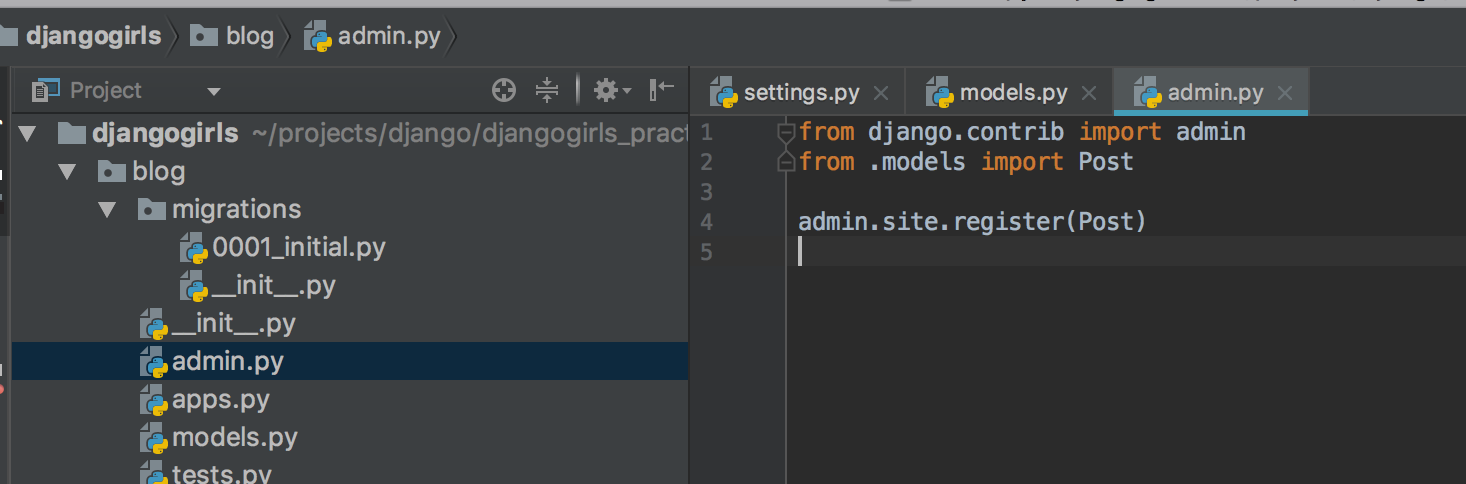 djangogirls blog admin.py
Project
settings.py models.py admin.py
djangogirls ~/projects/django/djangogirls_pract
blog
migrations
0001_initial.py
__init__.py
__init__.py
admin.py
apps.py
models.py
tests.py
1 from django.contrib import admin
2 from .models import Post
3
4 admin.site.register(Post)
5